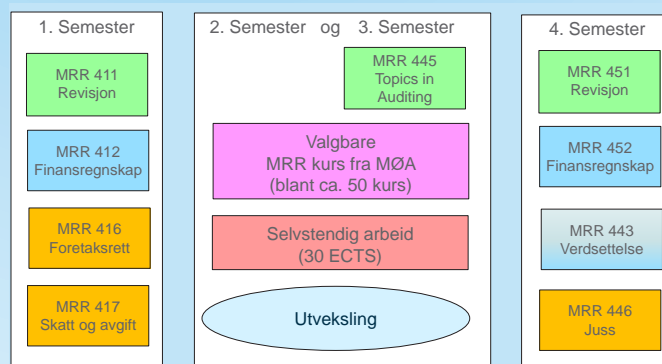 1. Semester
MRR 411
Revisjon
MRR 412
Finansregnskap
MRR 416
Foretaksrett
MRR 417
Skatt og avgift
2. Semester og 3. Semester
MRR 445
Topics in
Auditing
Valgbare
MRR kurs fra MØA
(blant ca. 50 kurs)
Selvstendig arbeid
(30 ECTS)
Utveksling
4. Semester
MRR 451
Revisjon
MRR 452
Finansregnskap
MRR 443
Verdsettelse
MRR 446
Juss